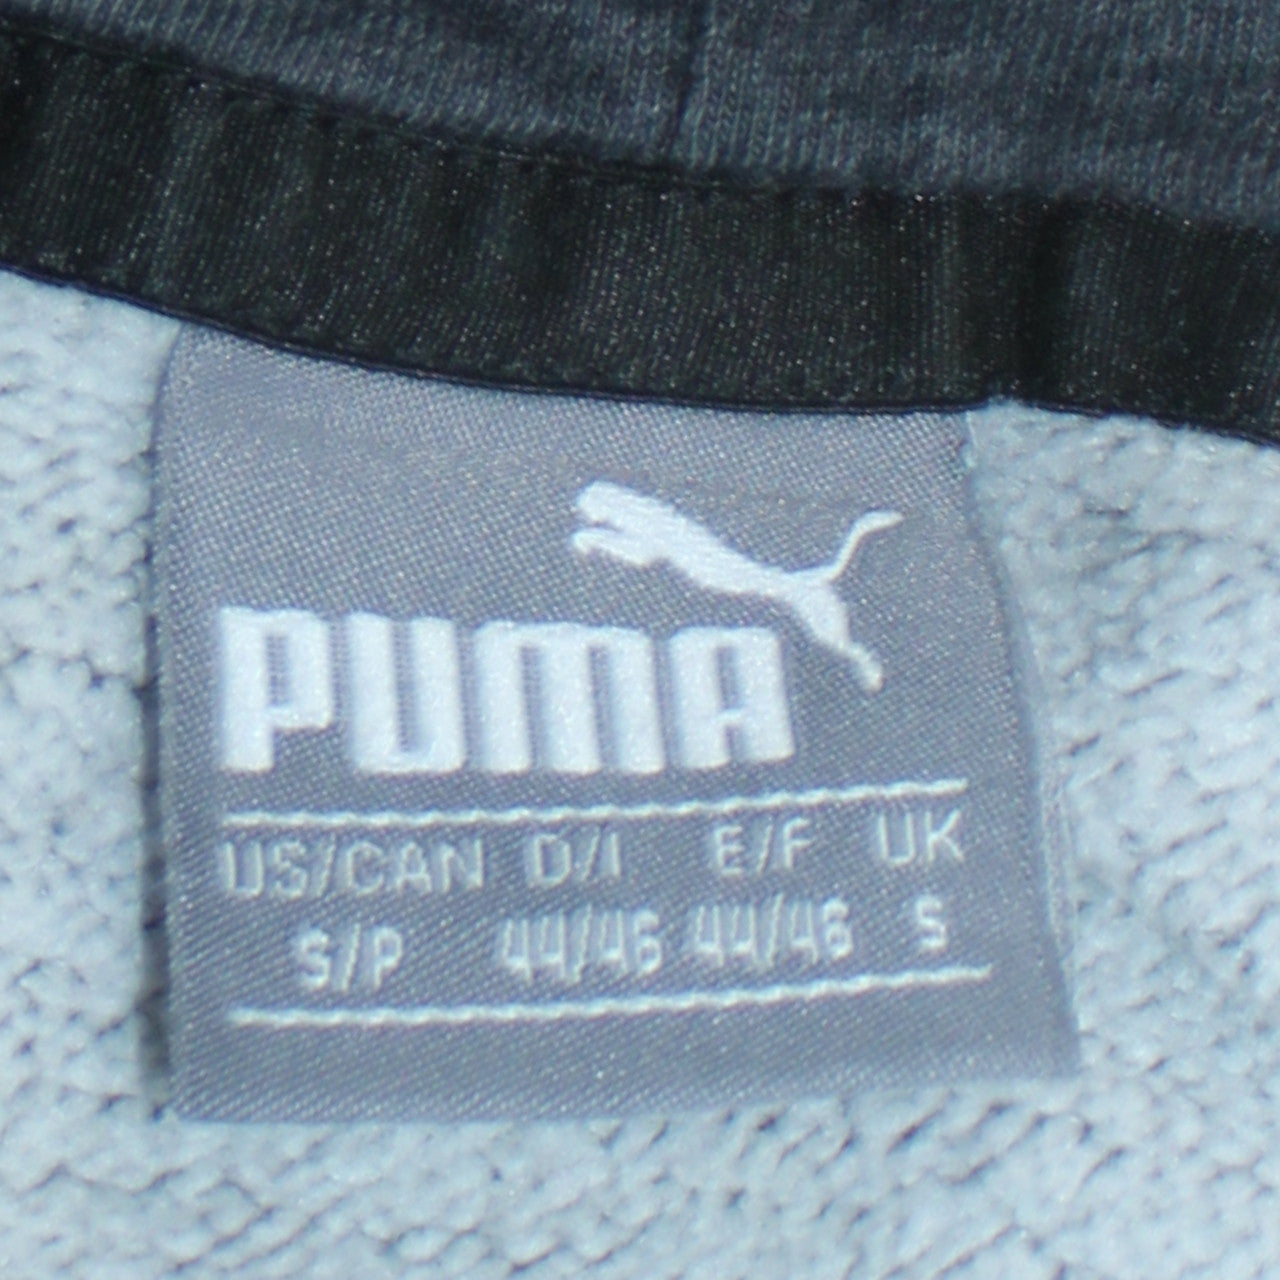 PUMA
US/CAN D/I E/F UK
S/P 44/46 44/46 S